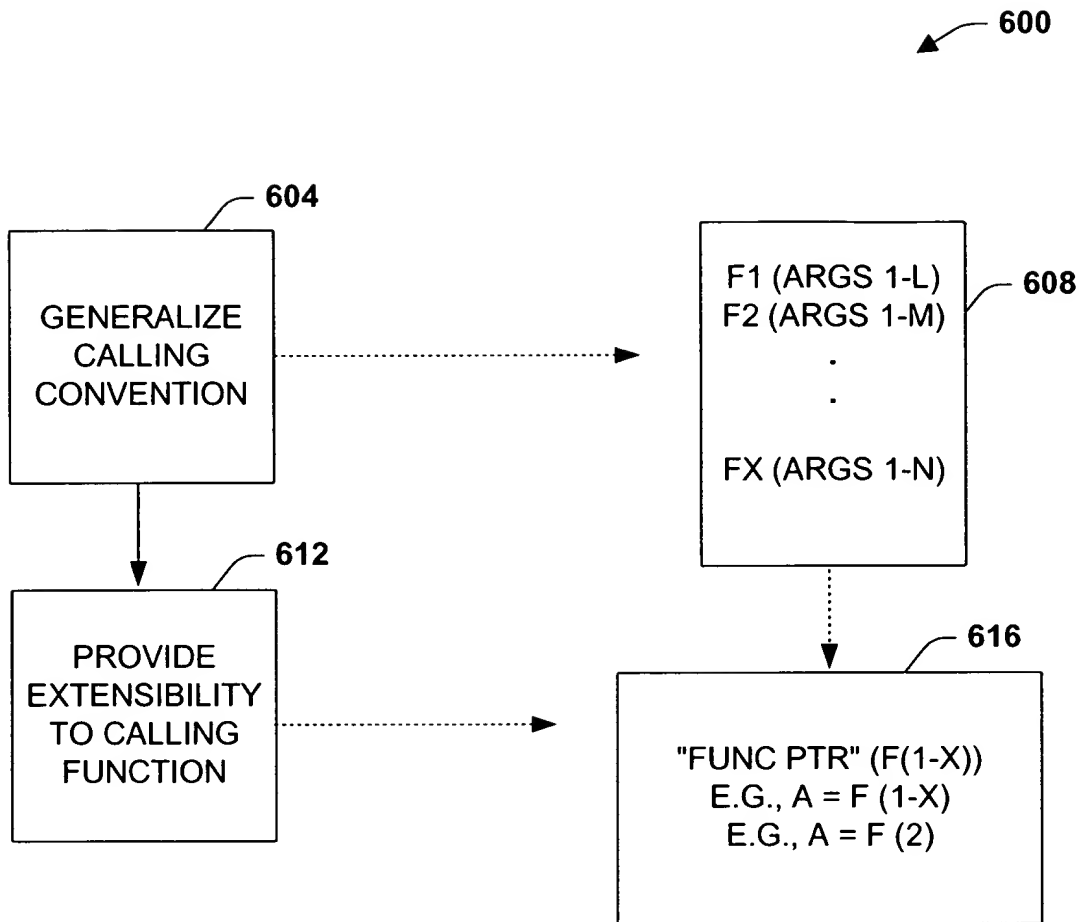 600
604
GENERALIZE
CALLING
CONVENTION
F1 (ARGS 1-L)
F2 (ARGS 1-M)
.
.
FX (ARGS 1-N)
608
612
PROVIDE
EXTENSIBILITY
TO CALLING
FUNCTION
616
"FUNC PTR" (F(1-X))
E.G., A = F (1-X)
E.G., A = F (2)